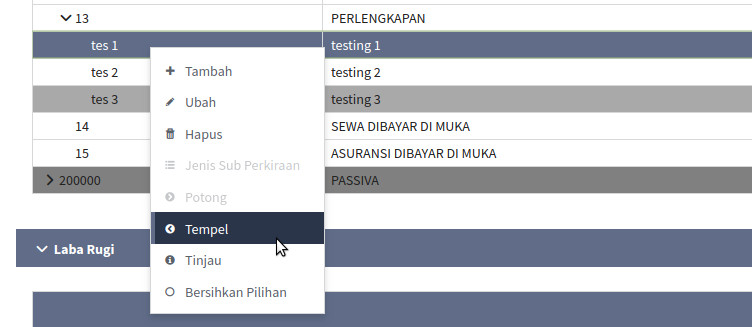 13 PERLENGKAPAN
tes 1 testing 1
Tambah
tes 2 testing 2
Ubah
tes 3 testing 3
14 SEWA DIBAYAR DI MUKA
Hapus
15 ASURANSI DIBAYAR DI MUKA
Jenis Sub Perkiraan
200000 PASSIVA
Potong
Tempel
Laba Rugi
Tinjau
Bersihkan Pilihan